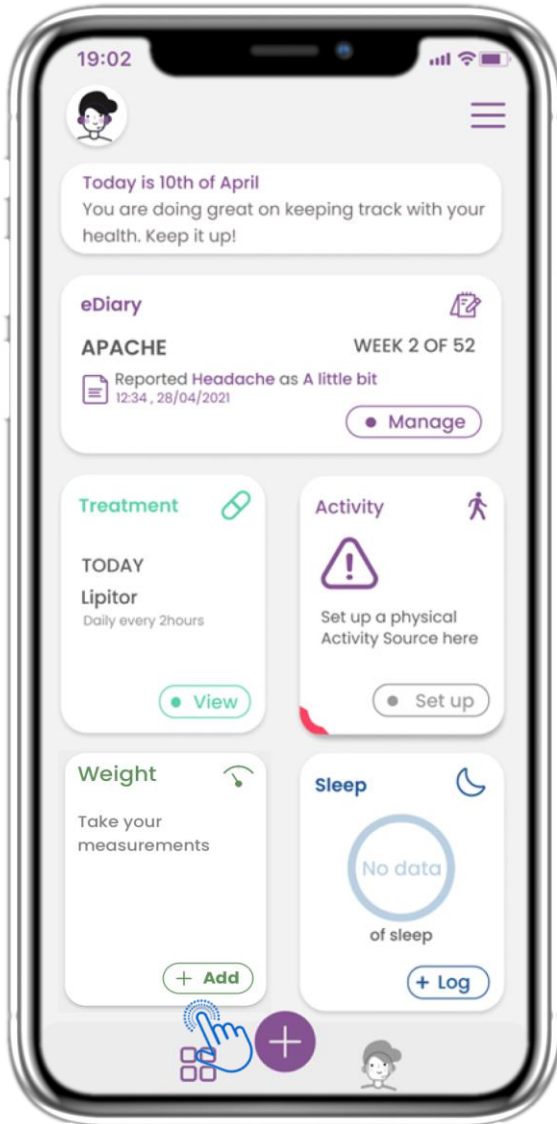 19:02
Today is 10th of April
You are doing great on keeping track with your
health. Keep it up!
eDiary
APACHE
WEEK 2 OF 52
Reported Headache as A little bit
12:34 , 28/04/2021
Manage
Treatment
TODAY
Lipitor
Daily every 2hours
View
Activity
Set up a physical
Activity Source here
Set up
Weight
Take your
measurements
+ Add
Sleep
No data
of sleep
+ Log